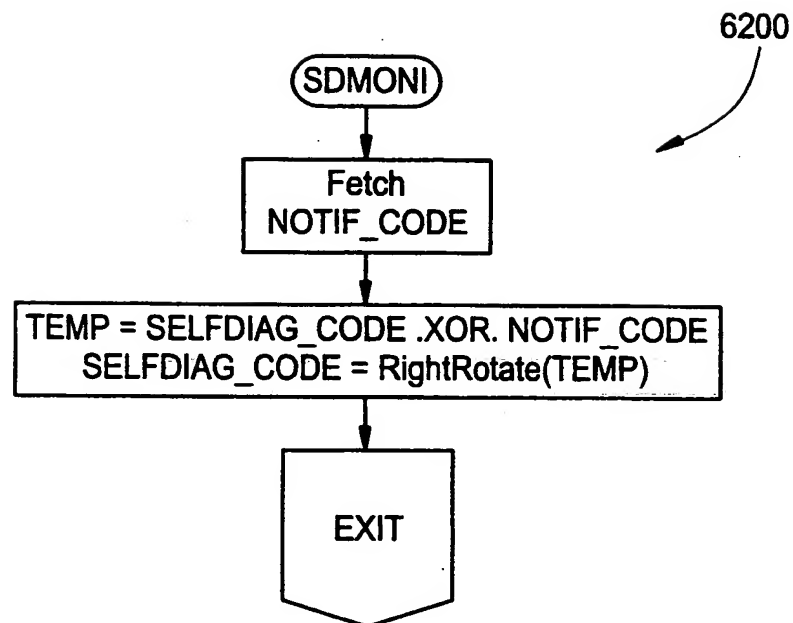 6200
SDMONI
Fetch
NOTIF_CODE
TEMP = SELFDIAG_CODE .XOR. NOTIF_CODE
SELFDIAG_CODE = RightRotate(TEMP)
EXIT